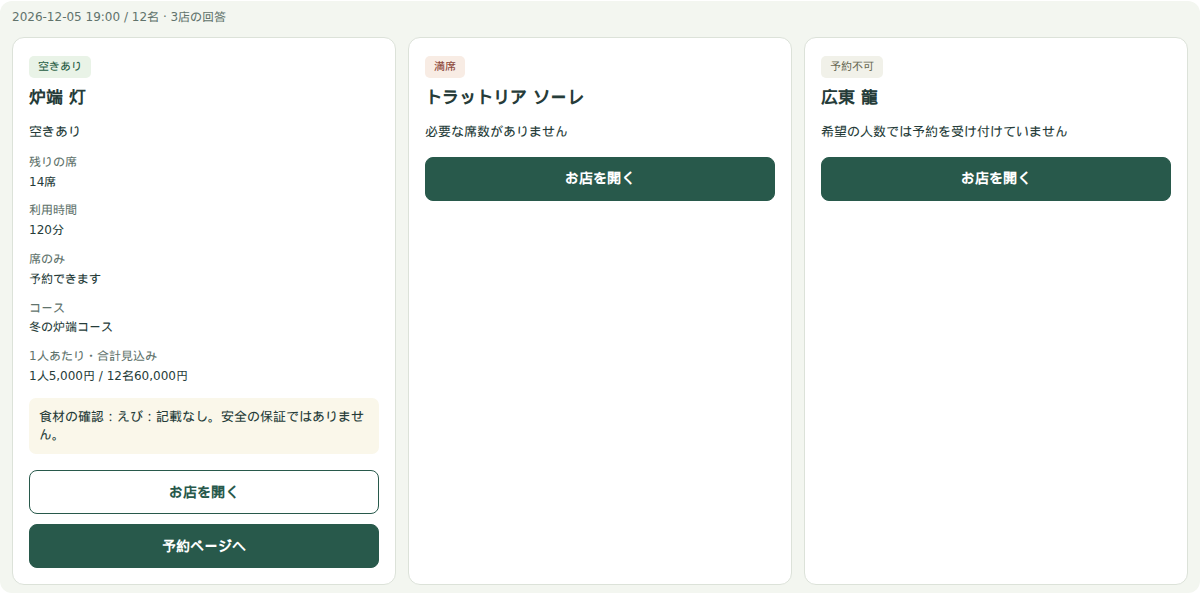 2026-12-05 19:00 / 12名 · 3店の回答
空きあり
炉端 灯
空きあり
残りの席
14席
利用時間
120分
席のみ
予約できます
コース
冬の炉端コース
1人あたり・合計見込み
1人5,000円 / 12名60,000円
食材の確認：えび：記載なし。安全の保証ではありませ
ん。
お店を開く
予約ページへ
満席
トラットリア ソーレ
必要な席数がありません
お店を開く
予約不可
広東 龍
希望の人数では予約を受け付けていません
お店を開く